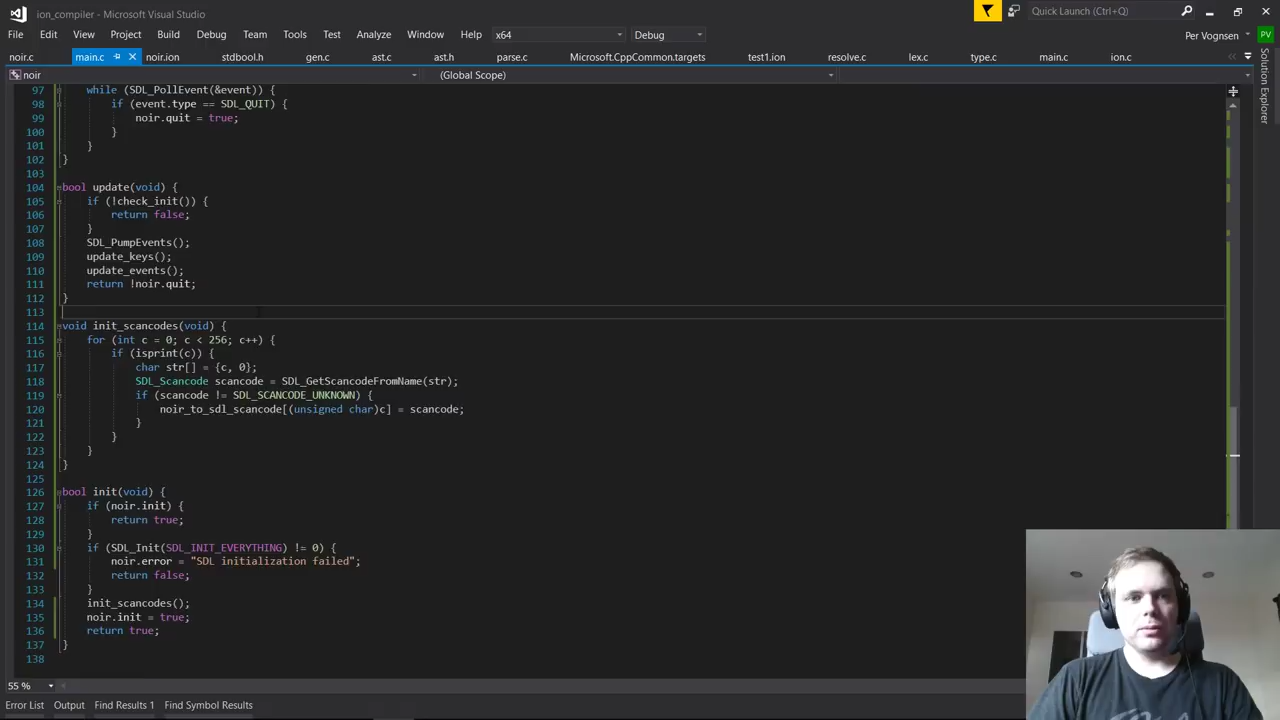 ion_compiler - Microsoft Visual Studio
Quick Launch (Ctrl+Q)
File Edit View Project Build Debug Team Tools Test Analyze Window Help x64 Debug
Per Vognsen PV
noir.c main.c noir.ion stdbool.h gen.c ast.c ast.h parse.c Microsoft.CppCommon.targets test1.ion resolve.c lex.c type.c main.c ion.c
noir (Global Scope)
Solution Explorer
97 while (SDL_PollEvent(&event)) {
98 if (event.type == SDL_QUIT) {
99 noir.quit = true;
100 }
101 }
102 }
103
104 bool update(void) {
105 if (!check_init()) {
106 return false;
107 }
108 SDL_PumpEvents();
109 update_keys();
110 update_events();
111 return !noir.quit;
112 }
113
114 void init_scancodes(void) {
115 for (int c = 0; c < 256; c++) {
116 if (isprint(c)) {
117 char str[] = {c, 0};
118 SDL_Scancode scancode = SDL_GetScancodeFromName(str);
119 if (scancode != SDL_SCANCODE_UNKNOWN) {
120 noir_to_sdl_scancode[(unsigned char)c] = scancode;
121 }
122 }
123 }
124 }
125
126 bool init(void) {
127 if (noir.init) {
128 return true;
129 }
130 if (SDL_Init(SDL_INIT_EVERYTHING) != 0) {
131 noir.error = "SDL initialization failed";
132 return false;
133 }
134 init_scancodes();
135 noir.init = true;
136 return true;
137 }
138
55 %
Error List Output Find Results 1 Find Symbol Results